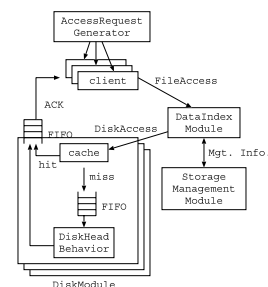 AccessRequest
Generator
client
FileAccess
ACK
DataIndex
Module
FIFO
DiskAccess
cache
Mgt. Info.
hit
miss
Storage
Management
Module
FIFO
DiskHead
Behavior
DiskModule